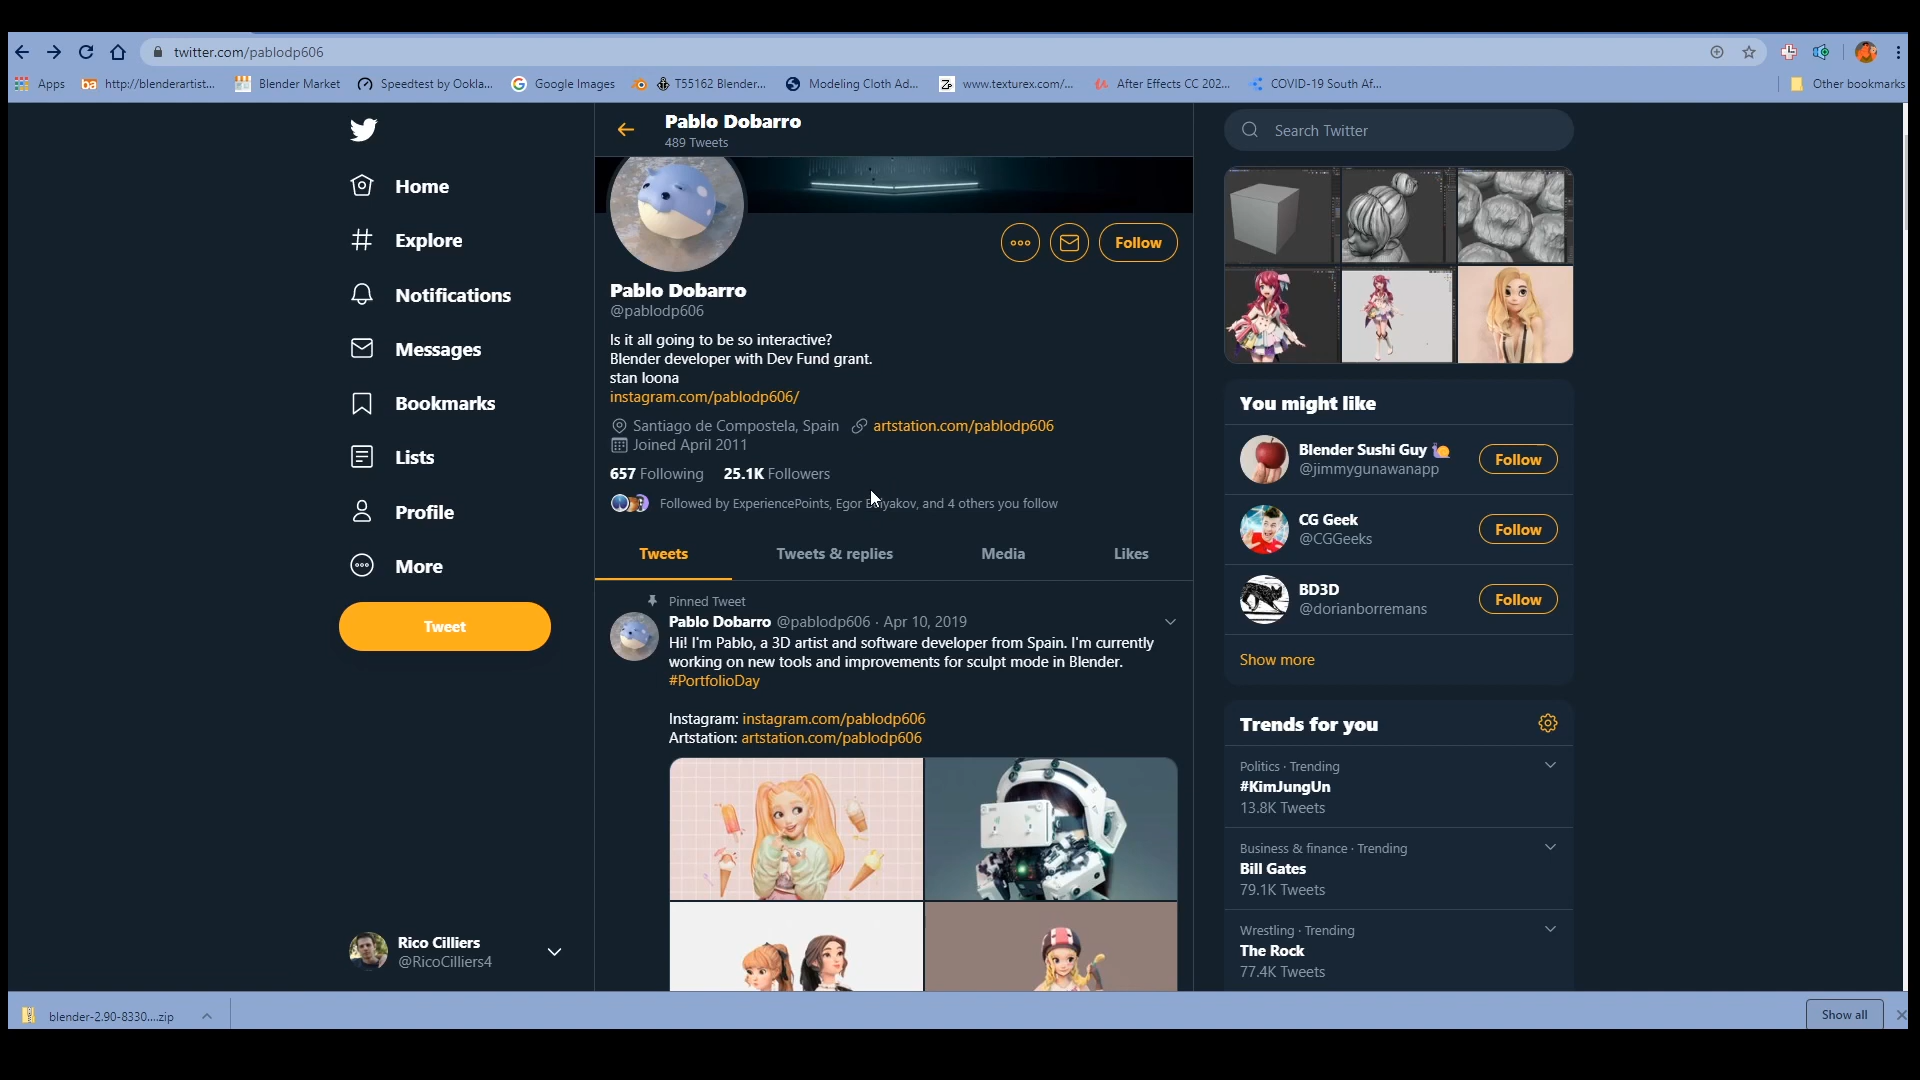 twitter.com/pablodp606
Apps
http://blenderartist...
Blender Market
Speedtest by Ookla...
Google Images
T55162 Blender...
Modeling Cloth Ad...
www.texturex.com/...
After Effects CC 202...
COVID-19 South Af...
Other bookmarks
Home
Explore
Notifications
Messages
Bookmarks
Lists
Profile
More
Tweet
Rico Cilliers
@RicoCilliers4
Pablo Dobarro
489 Tweets
Follow
Pablo Dobarro
@pablodp606
Is it all going to be so interactive?
Blender developer with Dev Fund grant.
stan loona
instagram.com/pablodp606/
Santiago de Compostela, Spain artstation.com/pablodp606
Joined April 2011
657 Following 25.1K Followers
Followed by ExperiencePoints, Egor and 4 others you follow
Tweets
Tweets & replies
Media
Likes
Pinned Tweet
Pablo Dobarro @pablodp606 · Apr 10, 2019
Hi! I'm Pablo, a 3D artist and software developer from Spain. I'm currently
working on new tools and improvements for sculpt mode in Blender.
#PortfolioDay
Instagram: instagram.com/pablodp606
Artstation: artstation.com/pablodp606
Search Twitter
You might like
Blender Sushi Guy
@jimmygunawanapp
Follow
CG Geek
@CGGeeks
Follow
BD3D
@dorianborremans
Follow
Show more
Trends for you
Politics · Trending
#KimJungUn
13.8K Tweets
Business & finance · Trending
Bill Gates
79.1K Tweets
Wrestling · Trending
The Rock
77.4K Tweets
blender-2.90-8330....zip
Show all